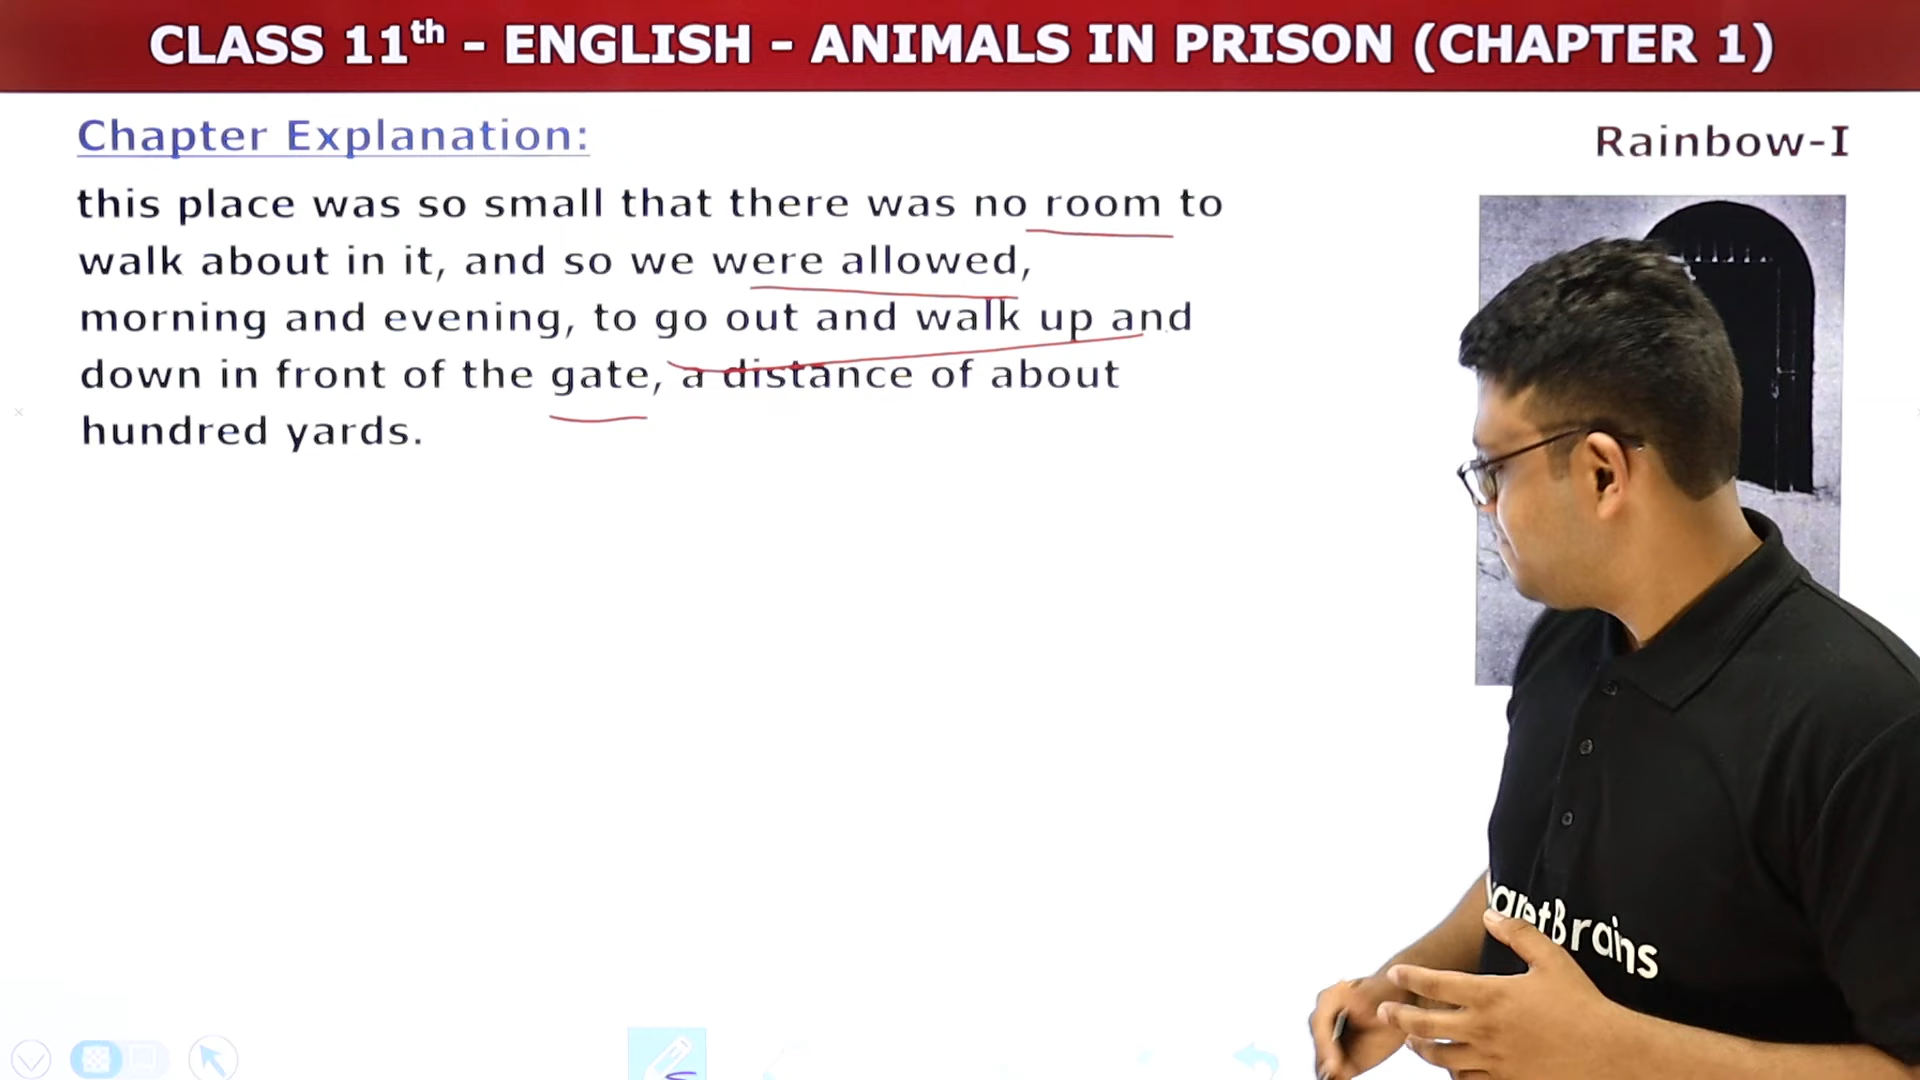 CLASS 11th - ENGLISH - ANIMALS IN PRISON (CHAPTER 1)
Chapter Explanation:
Rainbow-I
this place was so small that there was no room to
walk about in it, and so we were allowed,
morning and evening, to go out and walk up and
down in front of the gate, a distance of about
hundred yards.